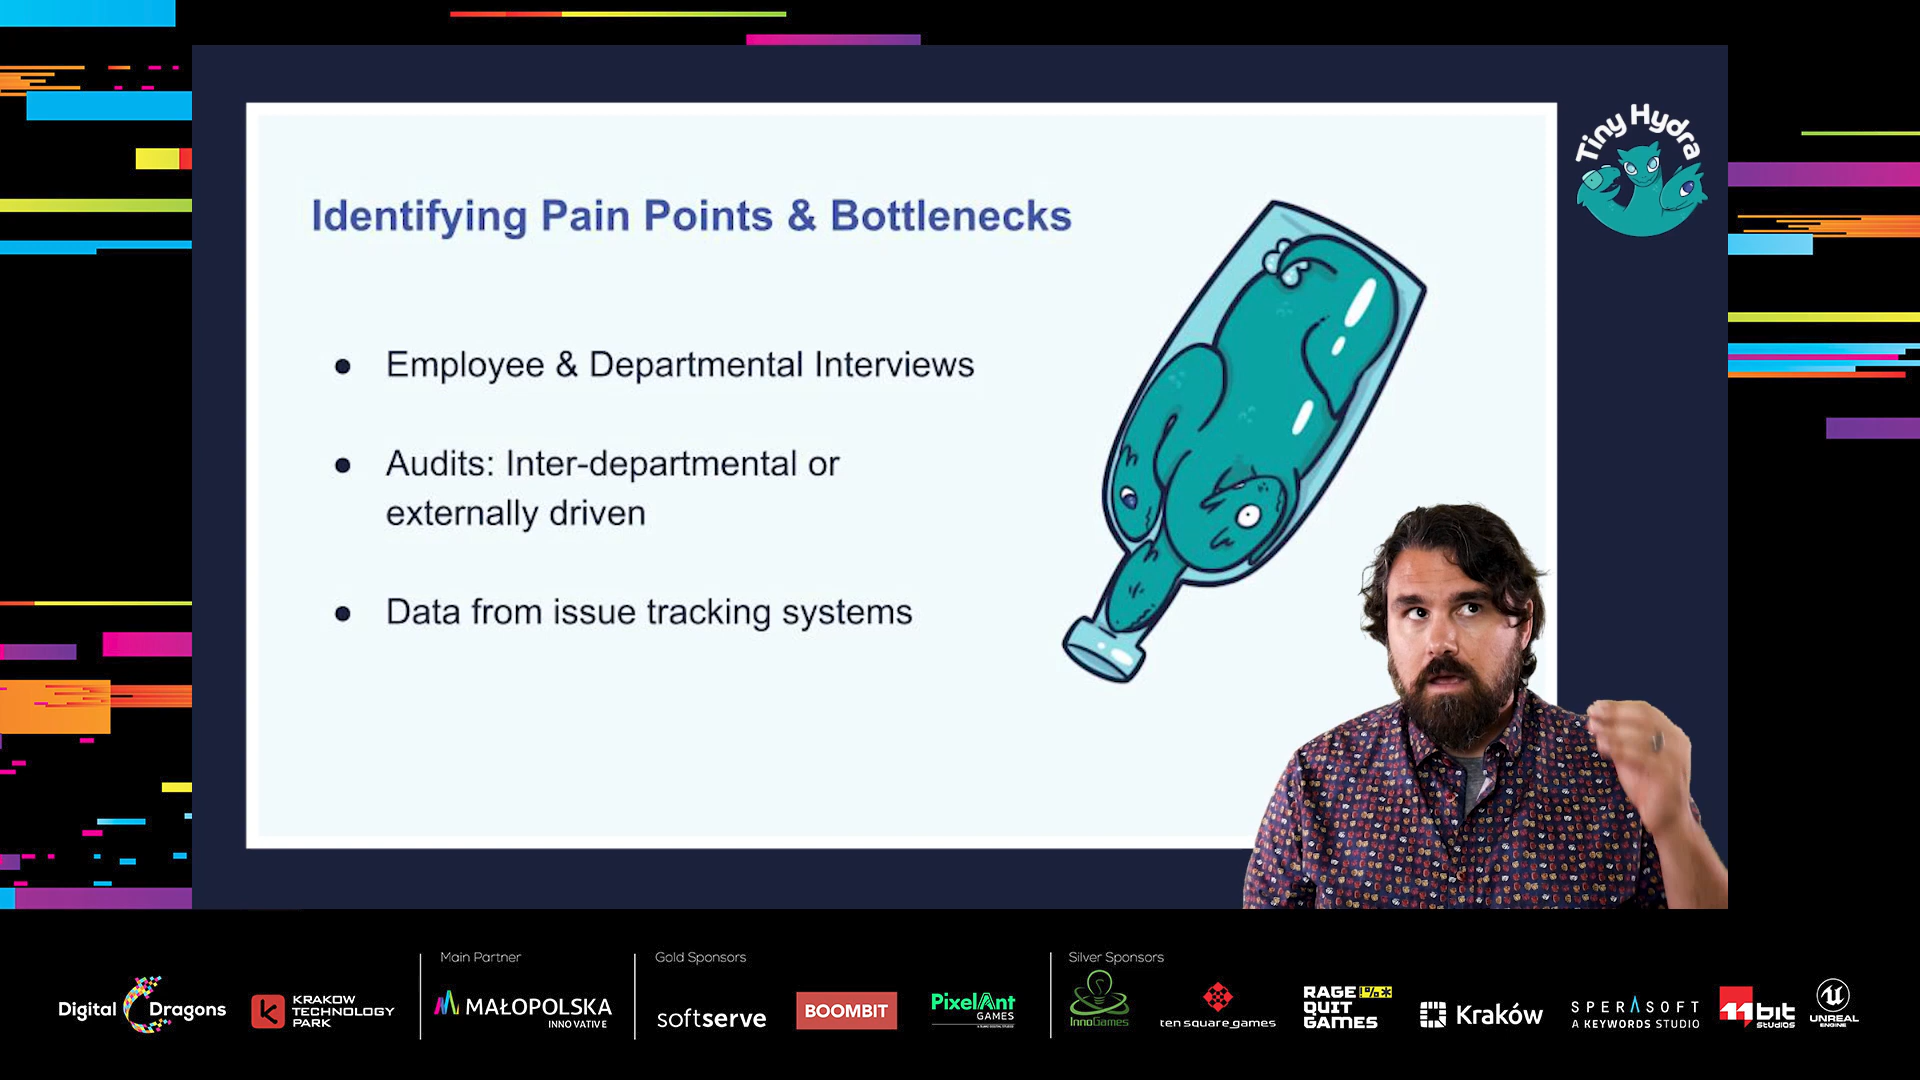 Tiny Hydra
Identifying Pain Points & Bottlenecks
● Employee & Departmental Interviews
● Audits: Inter-departmental or
externally driven
● Data from issue tracking systems
Main Partner
Gold Sponsors
Silver Sponsors
Digital Dragons
KRAKOW
TECHNOLOGY
PARK
MAŁOPOLSKA
INNOVATIVE
softserve
BOOMBIT
PixelAnt
GAMES
InnoGames
ten square games
RAGE !%*
QUIT
GAMES
Kraków
SPERASOFT
A KEYWORDS STUDIO
11 bit
STUDIOS
UNREAL
ENGINE